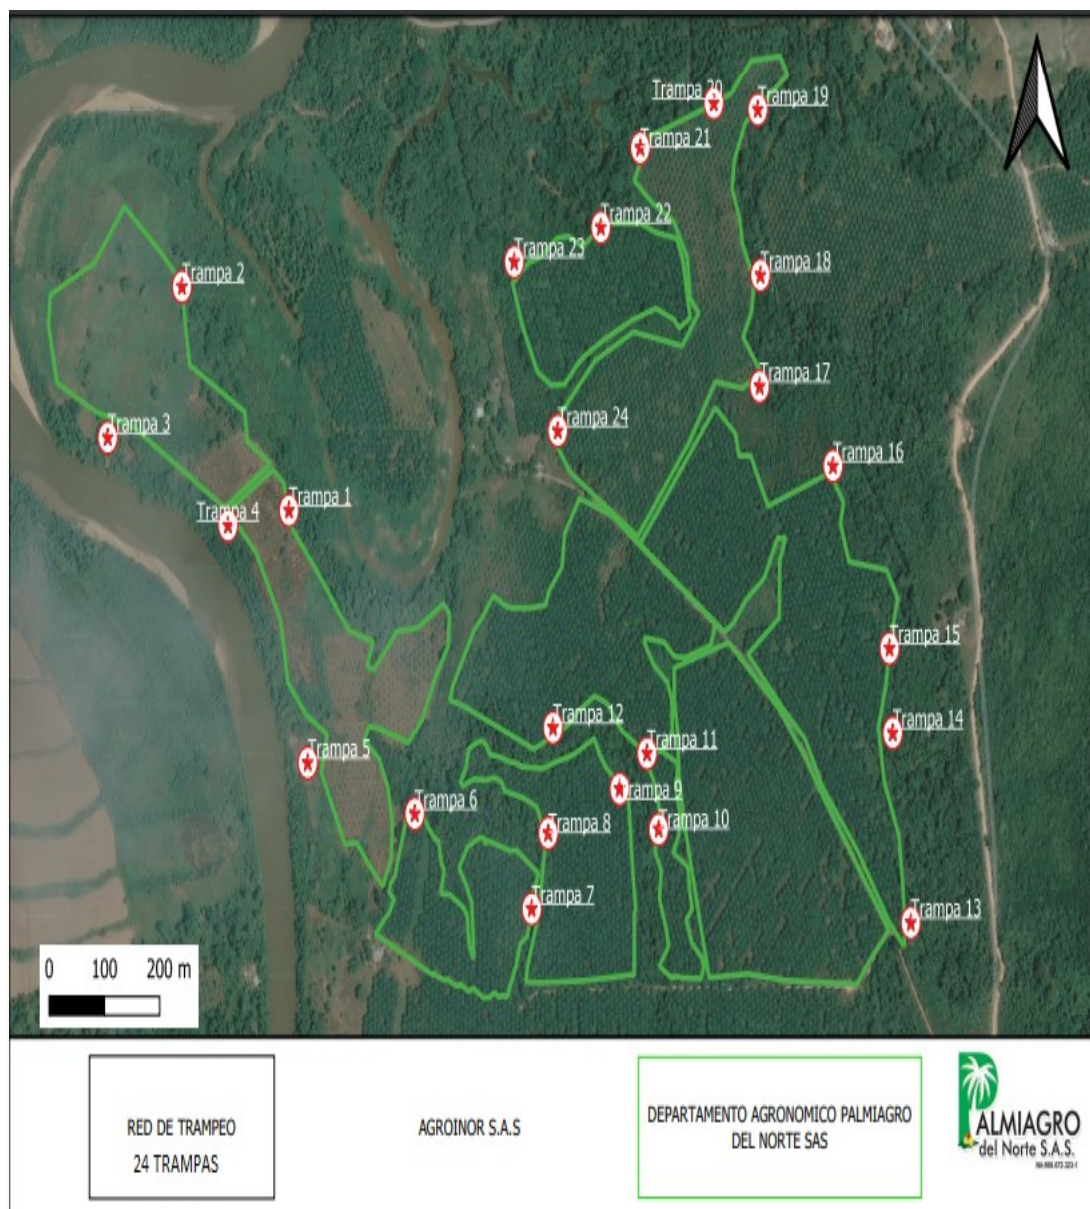 Trampa 20
Trampa 19
Trampa 21
Trampa 22
Trampa 23
Trampa 18
Trampa 2
Trampa 17
Trampa 24
Trampa 3
Trampa 16
Trampa 1
Trampa 4
Trampa 15
Trampa 12
Trampa 14
Trampa 11
Trampa 5
Trampa 9
Trampa 6
Trampa 10
Trampa 8
Trampa 7
Trampa 13
0 100 200 m
RED DE TRAMPEO
24 TRAMPAS
AGROINOR S.A.S
DEPARTAMENTO AGRONOMICO PALMIAGRO
DEL NORTE SAS
PALMIAGRO
del Norte S.A.S.